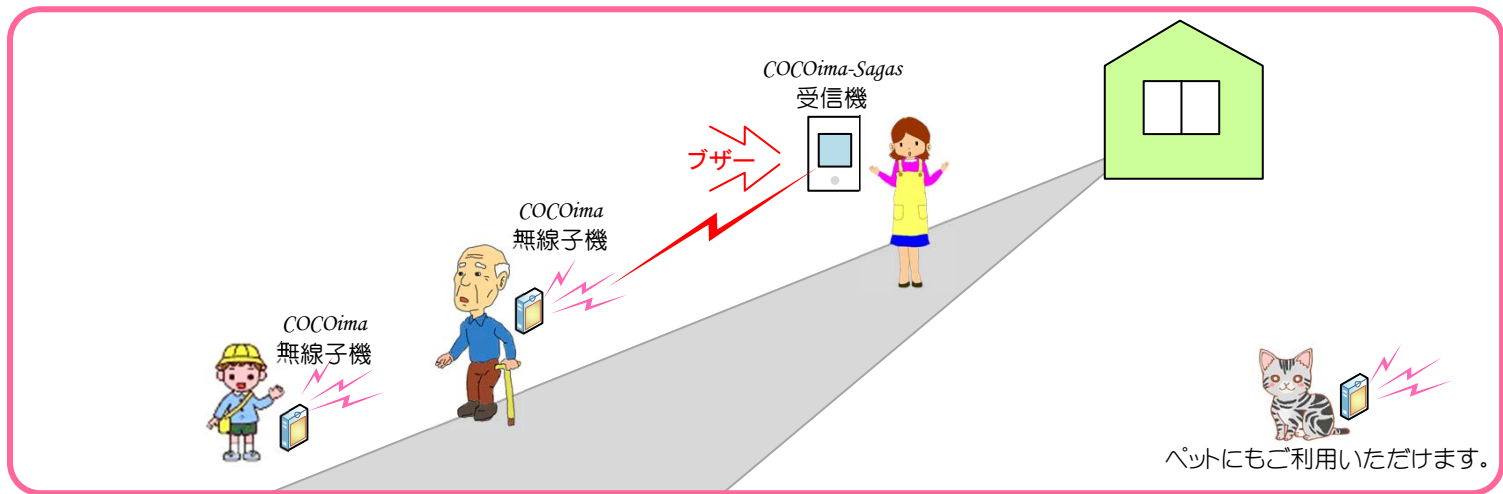 COCOima-Sagas
受信機
ブザー
COCOima
無線子機
COCOima
無線子機
ペットにもご利用いただけます。